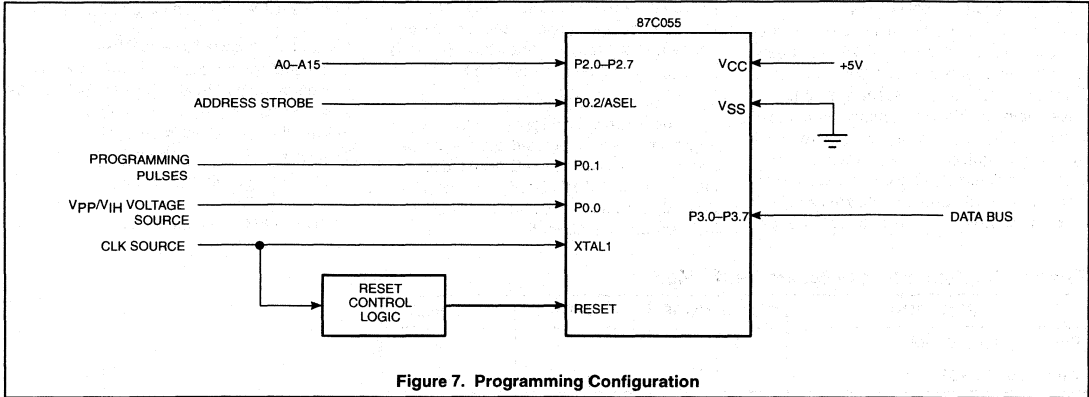 87C055
A0–A15
P2.0–P2.7
VCC
+5V
ADDRESS STROBE
P0.2/ASEL
VSS
PROGRAMMING
PULSES
P0.1
VPP/VIH VOLTAGE
SOURCE
P0.0
P3.0–P3.7
DATA BUS
CLK SOURCE
XTAL1
RESET
CONTROL
LOGIC
RESET
Figure 7. Programming Configuration